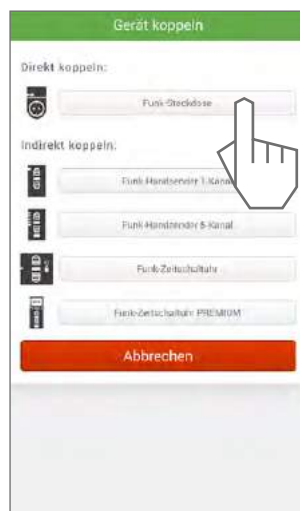 Gerät koppeln
Direkt koppeln:
Funk-Steckdose
Indirekt koppeln:
Funk-Handsender 1-Kanal
Funk-Handsender 5-Kanal
Funk-Zeitschaltuhr
Funk-Zeitschaltuhr PREMIUM
Abbrechen